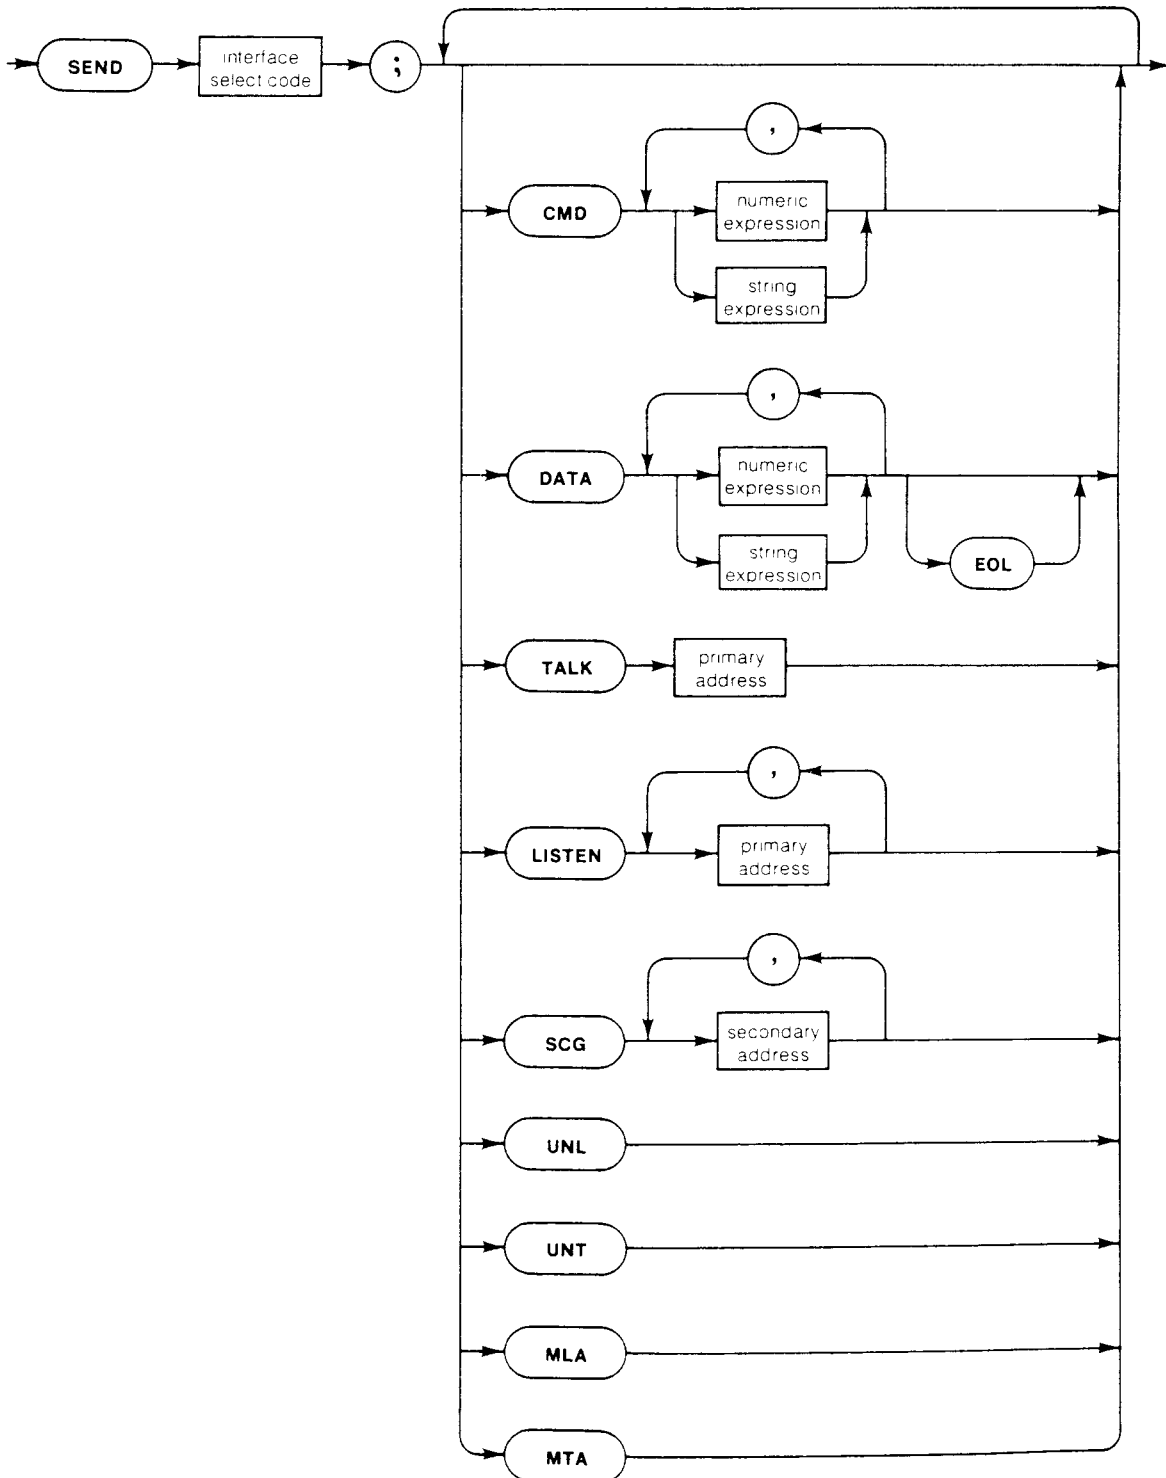 SEND
interface
select code
;
,
CMD
numeric
expression
string
expression
,
DATA
numeric
expression
string
expression
EOL
TALK
primary
address
,
LISTEN
primary
address
,
SCG
secondary
address
UNL
UNT
MLA
MTA